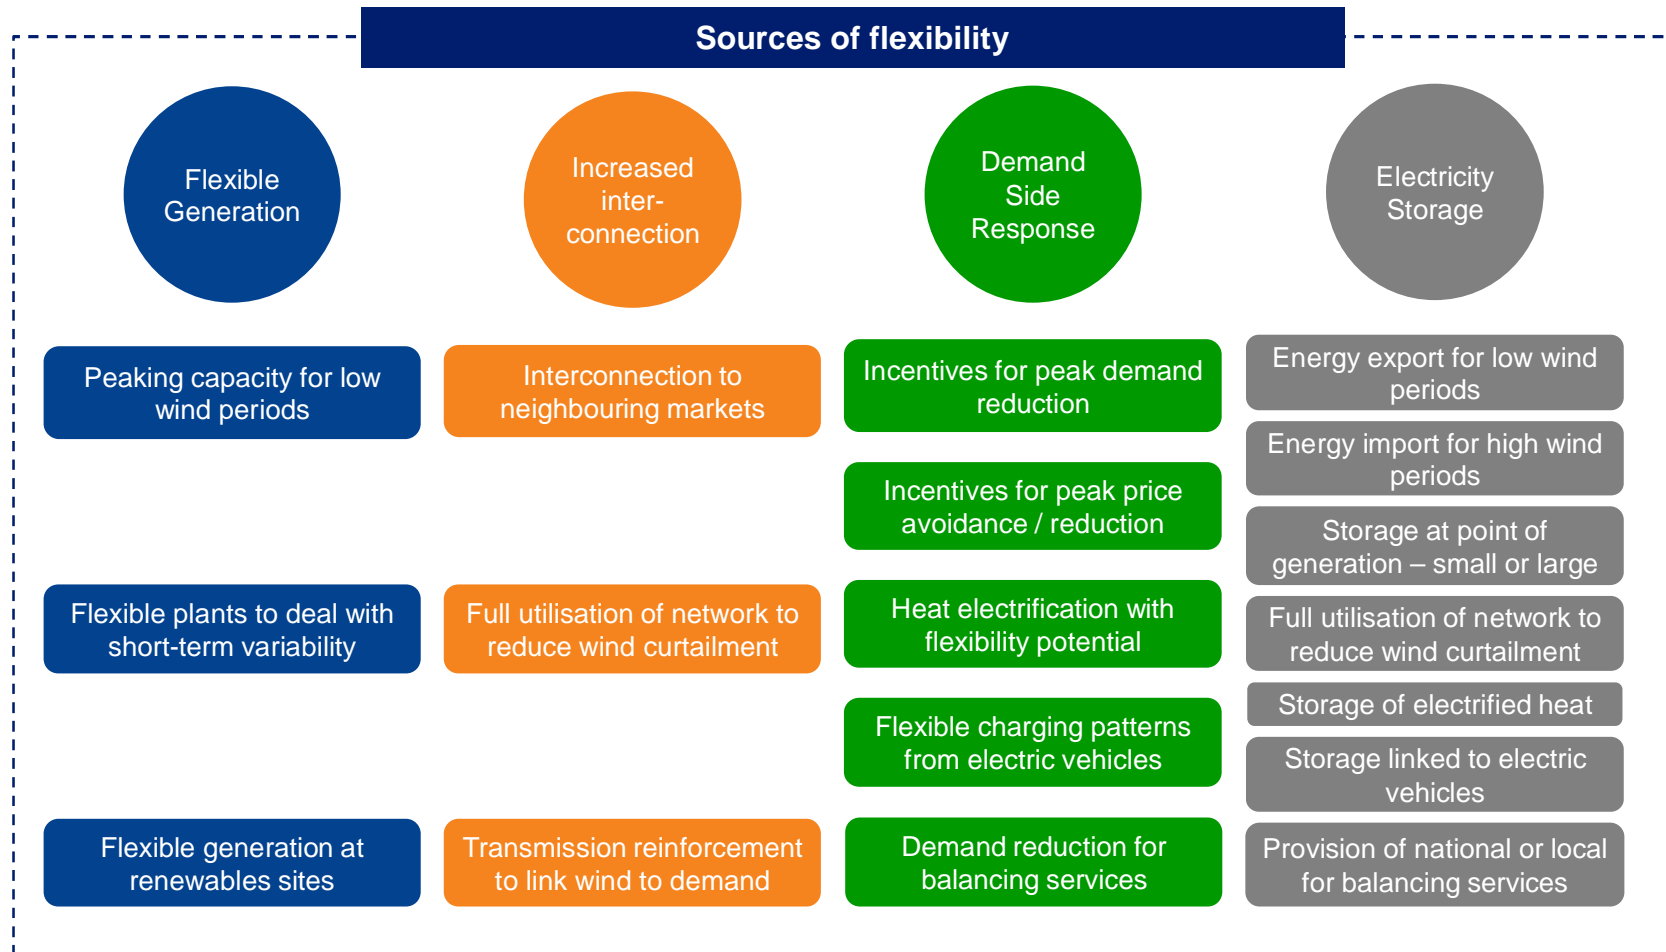 Sources of flexibility
Flexible
Generation
Increased
inter-
connection
Demand
Side
Response
Electricity
Storage
Peaking capacity for low
wind periods
Flexible plants to deal with
short-term variability
Flexible generation at
renewables sites
Interconnection to
neighbouring markets
Full utilisation of network to
reduce wind curtailment
Transmission reinforcement
to link wind to demand
Incentives for peak demand
reduction
Incentives for peak price
avoidance / reduction
Heat electrification with
flexibility potential
Flexible charging patterns
from electric vehicles
Demand reduction for
balancing services
Energy export for low wind
periods
Energy import for high wind
periods
Storage at point of
generation – small or large
Full utilisation of network to
reduce wind curtailment
Storage of electrified heat
Storage linked to electric
vehicles
Provision of national or local
for balancing services